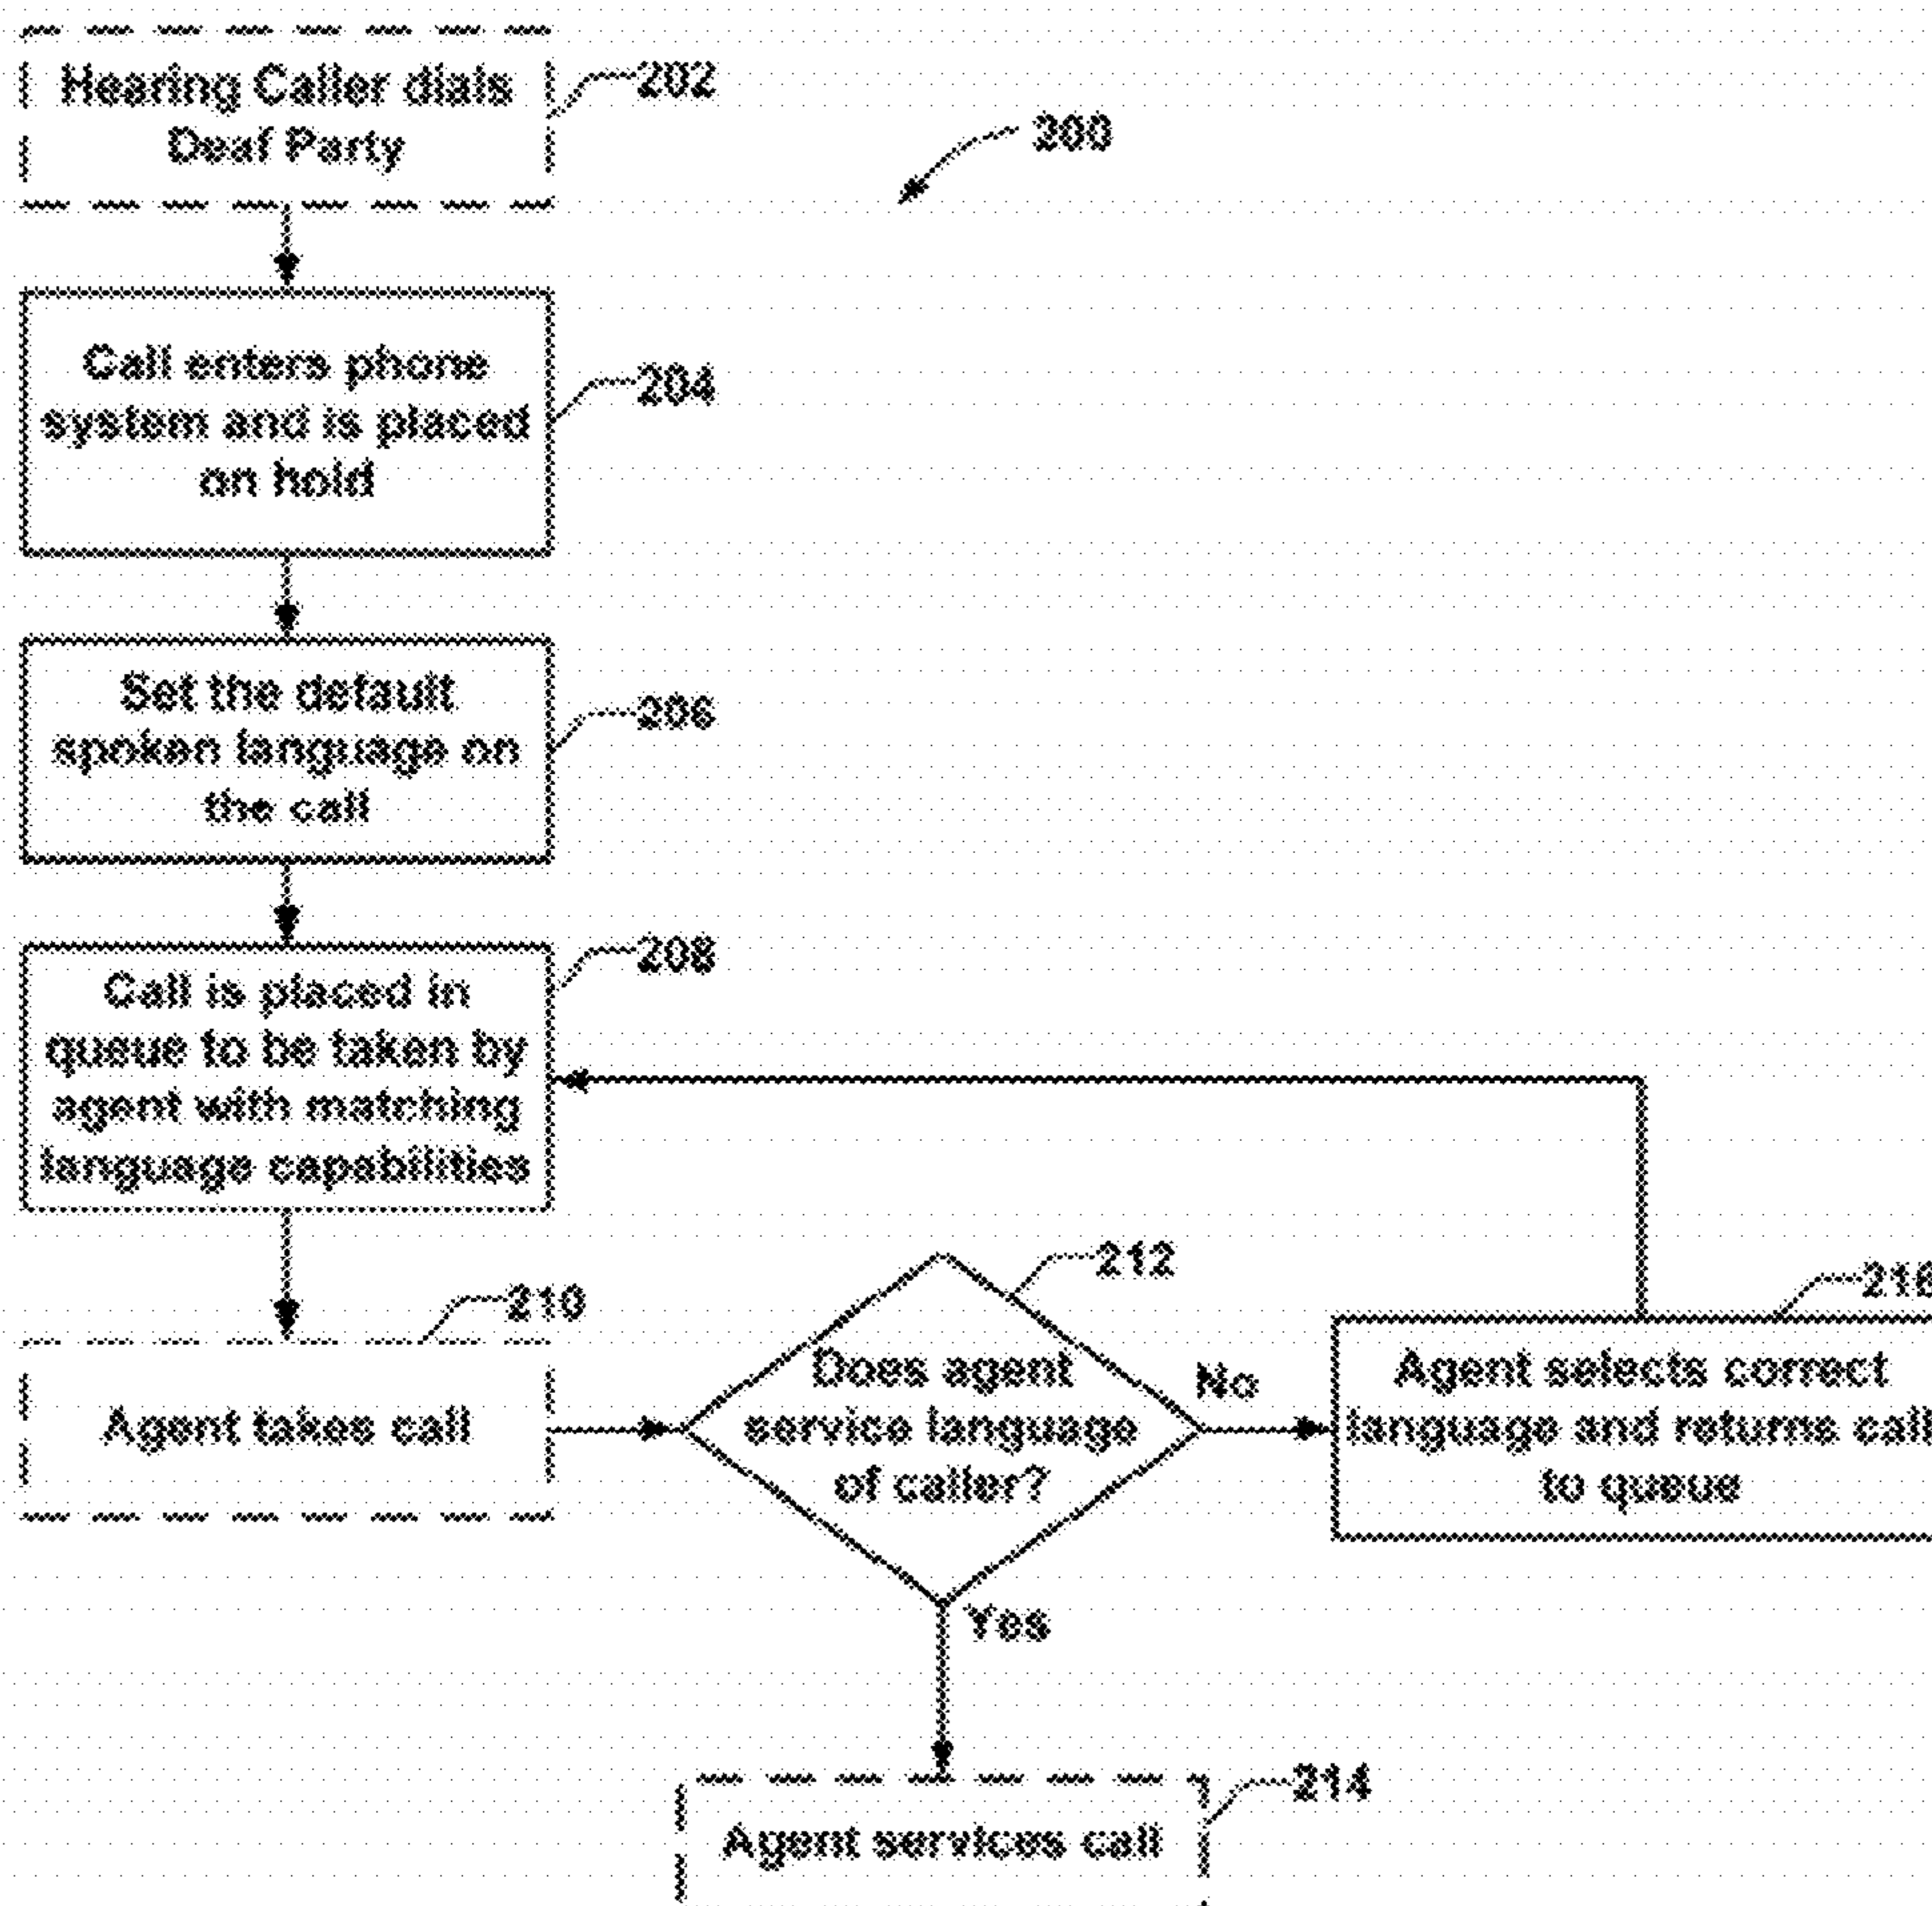 Hearing Caller dials
Deaf Party
202
200
Call enters phone
system and is placed
on hold
204
Set the default
spoken language on
the call
206
Call is placed in
queue to be taken by
agent with matching
language capabilities
208
Agent takes call
210
Does agent
service language
of caller?
212
No
Yes
Agent selects correct
language and returns call
to queue
216
Agent services call
214